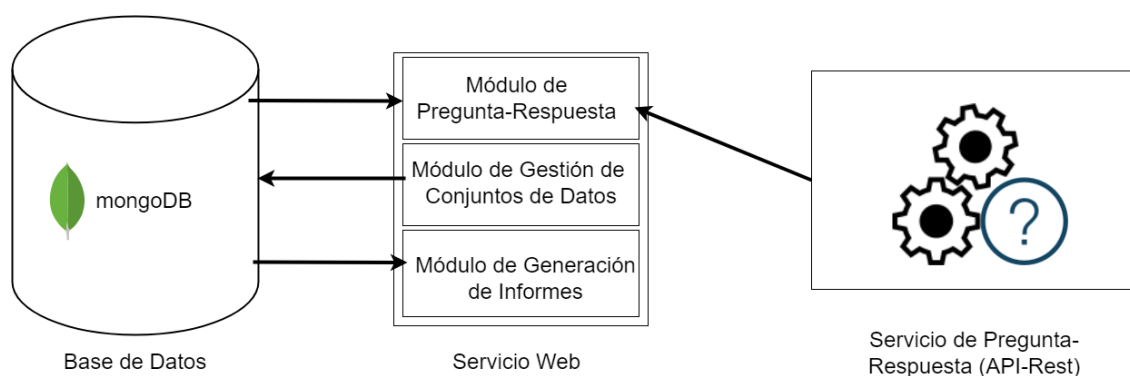 Módulo de
Pregunta-Respuesta
Módulo de Gestión de
Conjuntos de Datos
mongoDB
Módulo de Generación
de Informes
?
Base de Datos
Servicio Web
Servicio de Pregunta-
Respuesta (API-Rest)